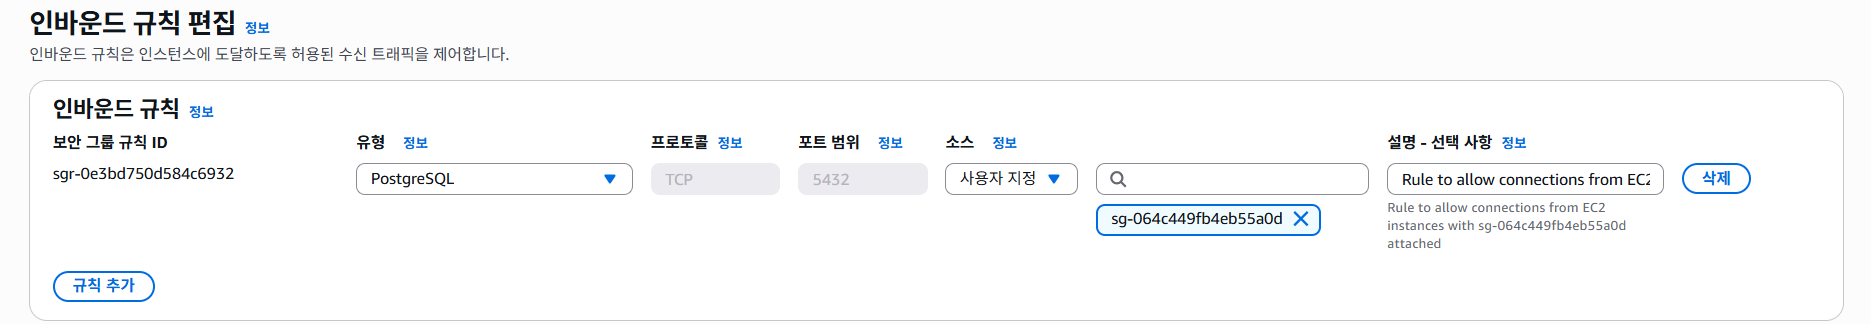 인바운드 규칙 편집 정보
인바운드 규칙은 인스턴스에 도달하도록 허용된 수신 트래픽을 제어합니다.
인바운드 규칙 정보
보안 그룹 규칙 ID 유형 정보 프로토콜 정보 포트 범위 정보 소스 정보 설명 - 선택 사항 정보
sgr-0e3bd750d584c6932 PostgreSQL TCP 5432 사용자 지정 Rule to allow connections from EC2 삭제
sg-064c449fb4eb55a0d
Rule to allow connections from EC2
instances with sg-064c449fb4eb55a0d
attached
규칙 추가